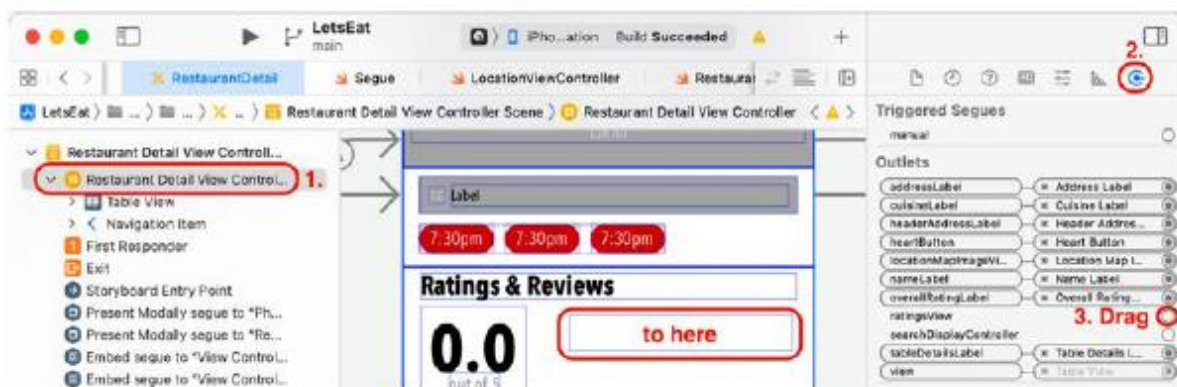 LetsEat
main
iPho...ation Build Succeeded
2.
RestaurantDetail
Segue
LocationViewController
Restaura
LetsEat
...
...
...
Restaurant Detail View Controller Scene
Restaurant Detail View Controller
Restaurant Detail View Controll...
Restaurant Detail View Control...
1.
Table View
Navigation Item
First Responder
Exit
Storyboard Entry Point
Present Modally segue to "Ph...
Present Modally segue to "Re...
Embed segue to "View Control...
Embed segue to "View Control...
Label
7:30pm 7:30pm 7:30pm
Ratings & Reviews
0.0
out of 5
to here
Triggered Segues
manual
Outlets
addressLabel Address Label
cuisineLabel Cuisine Label
headerAddressLabel Header Addres...
heartButton Heart Button
locationMapImageVi... Location Map I...
nameLabel Name Label
overallRatingLabel Overall Rating...
ratingsView
3. Drag
searchDisplayController
tableDetailsLabel Table Details L...
view Table View